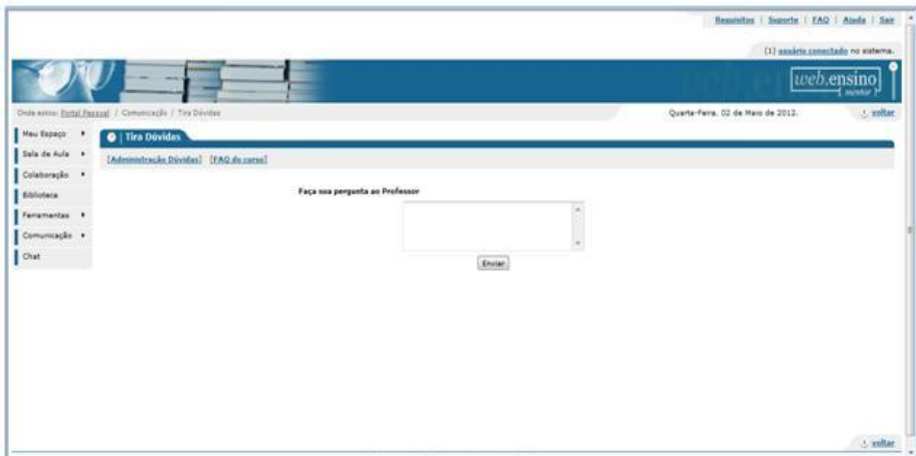 Requisitos | Suporte | FAQ | Ajuda | Sair
(1) usuário conectado no sistema.
web.ensino
Onde estou: Portal Pessoal / Comunicação / Tira Dúvidas
Quarta-Feira, 02 de Maio de 2012.
voltar
Meu Espaço
Tira Dúvidas
Sala de Aula
[Administração Dúvidas] [FAQ do curso]
Colaboração
Biblioteca
Faça sua pergunta ao Professor
Ferramentas
Comunicação
Chat
Enviar
voltar